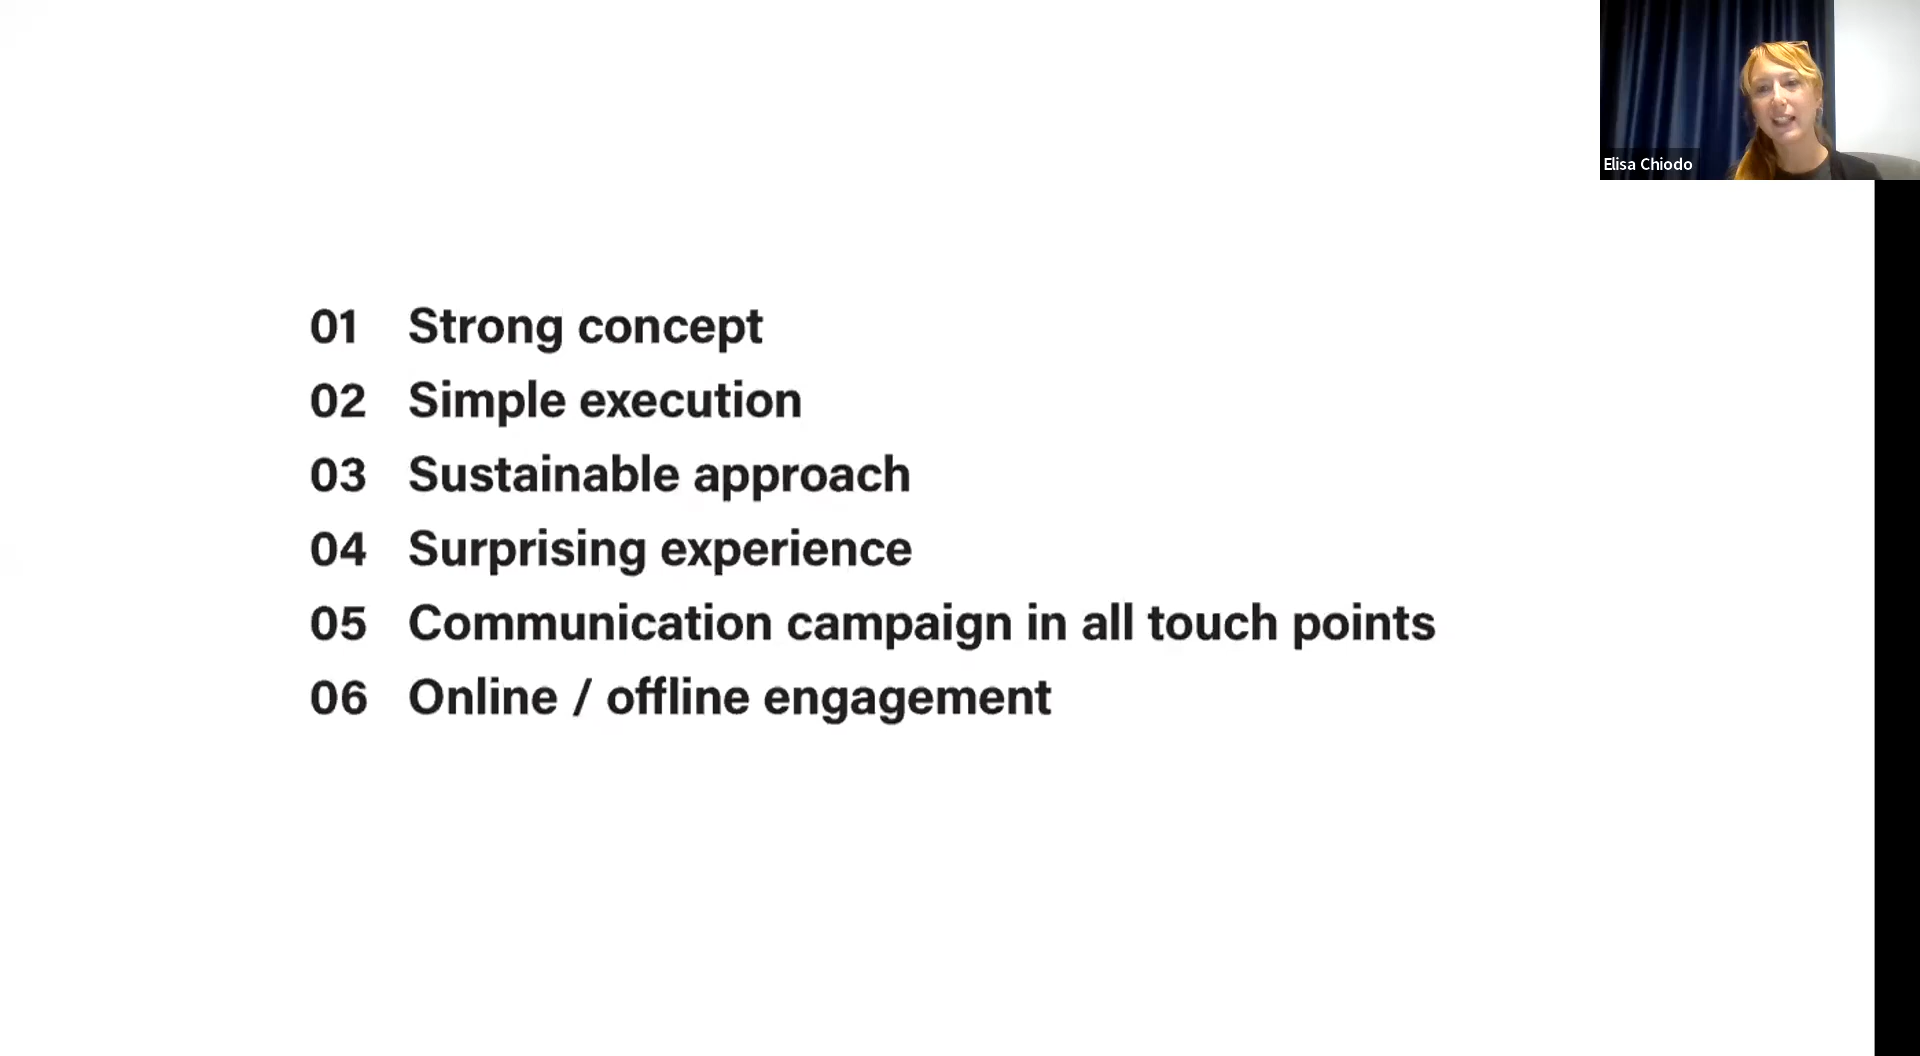 Elisa Chiodo
01 Strong concept
02 Simple execution
03 Sustainable approach
04 Surprising experience
05 Communication campaign in all touch points
06 Online / offline engagement